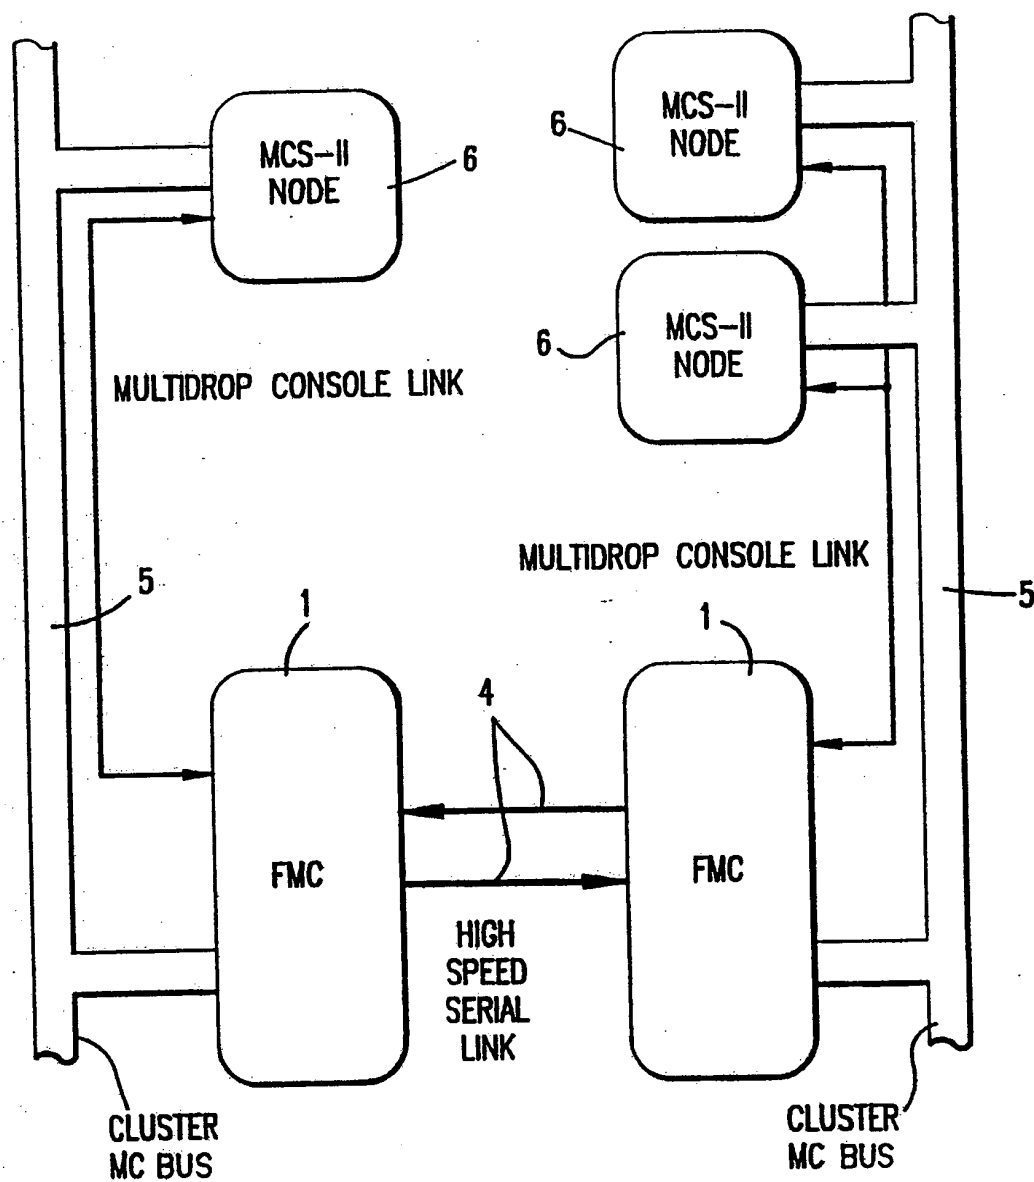 MCS-II
NODE
6
6
MCS-II
NODE
6
MCS-II
NODE
MULTIDROP CONSOLE LINK
MULTIDROP CONSOLE LINK
5
5
1
1
4
FMC
FMC
HIGH
SPEED
SERIAL
LINK
CLUSTER
MC BUS
CLUSTER
MC BUS